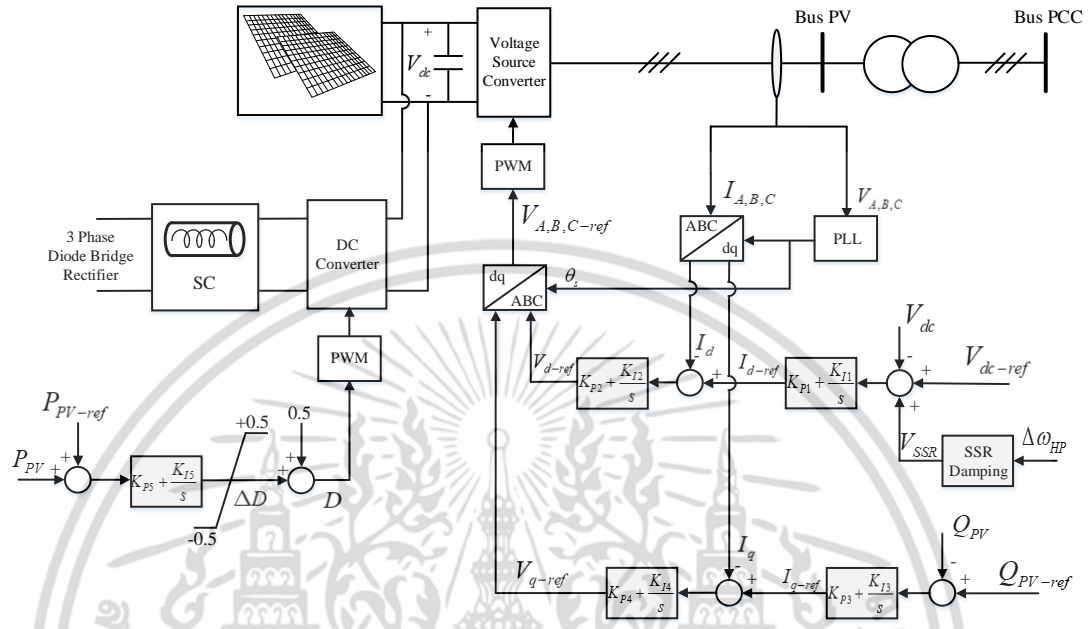 Bus PV
Bus PCC
+
V_dc
-
Voltage
Source
Converter
PWM
V_A,B,C-ref
I_A,B,C
V_A,B,C
ABC
dq
PLL
3 Phase
Diode Bridge
Rectifier
SC
DC
Converter
dq
ABC
θ_s
PWM
V_d-ref
K_P2 + K_I2/s
I_d
-
+
I_d-ref
K_P1 + K_I1/s
V_dc
-
+
V_dc-ref
+
V_SSR
SSR
Damping
Δω_HP
P_PV-ref
+
P_PV
+
K_P5 + K_I5/s
+0.5
-0.5
ΔD
0.5
+
+
D
V_q-ref
K_P4 + K_I4/s
I_q
-
+
I_q-ref
K_P3 + K_I3/s
Q_PV
-
+
Q_PV-ref